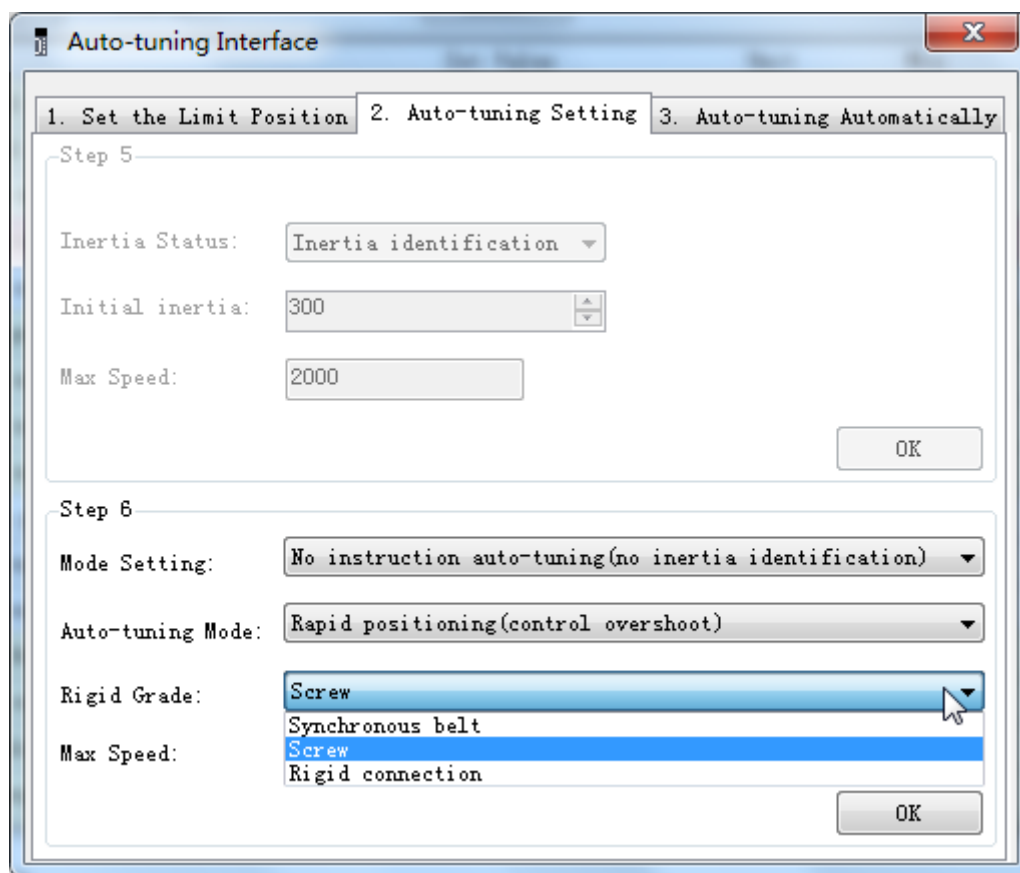 Auto-tuning Interface
1. Set the Limit Position
2. Auto-tuning Setting
3. Auto-tuning Automatically
Step 5
Inertia Status:
Inertia identification
Initial inertia:
300
Max Speed:
2000
OK
Step 6
Mode Setting:
No instruction auto-tuning(no inertia identification)
Auto-tuning Mode:
Rapid positioning(control overshoot)
Rigid Grade:
Screw
Synchronous belt
Screw
Rigid connection
Max Speed:
OK